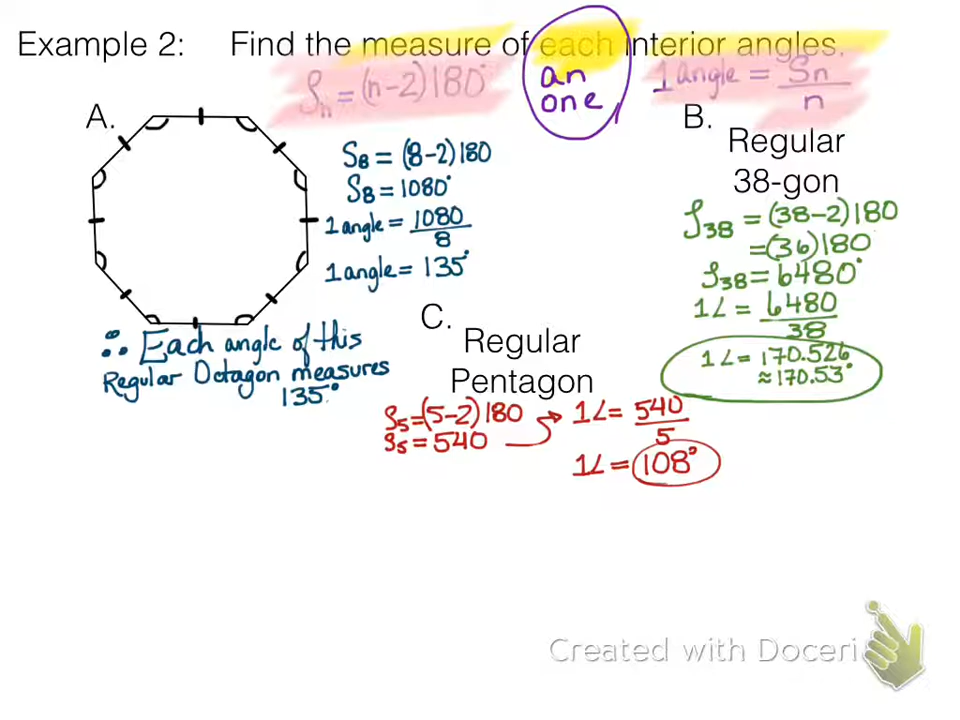 Example 2: Find the measure of each interior angles.
Sn = (n-2)180°
an
one
1 angle = Sn/n
A.
S8 = (8-2)180
S8 = 1080°
1 angle = 1080/8
1 angle = 135°
∴ Each angle of this
Regular Octagon measures
135°
B.
Regular
38-gon
S38 = (38-2)180
=(36)180
S38 = 6480°
1∠ = 6480/38
1∠ = 170.526
≈170.53°
C.
Regular
Pentagon
S5=(5-2)180
S5 = 540
1∠= 540/5
1∠ = 108°
Created with Doceri